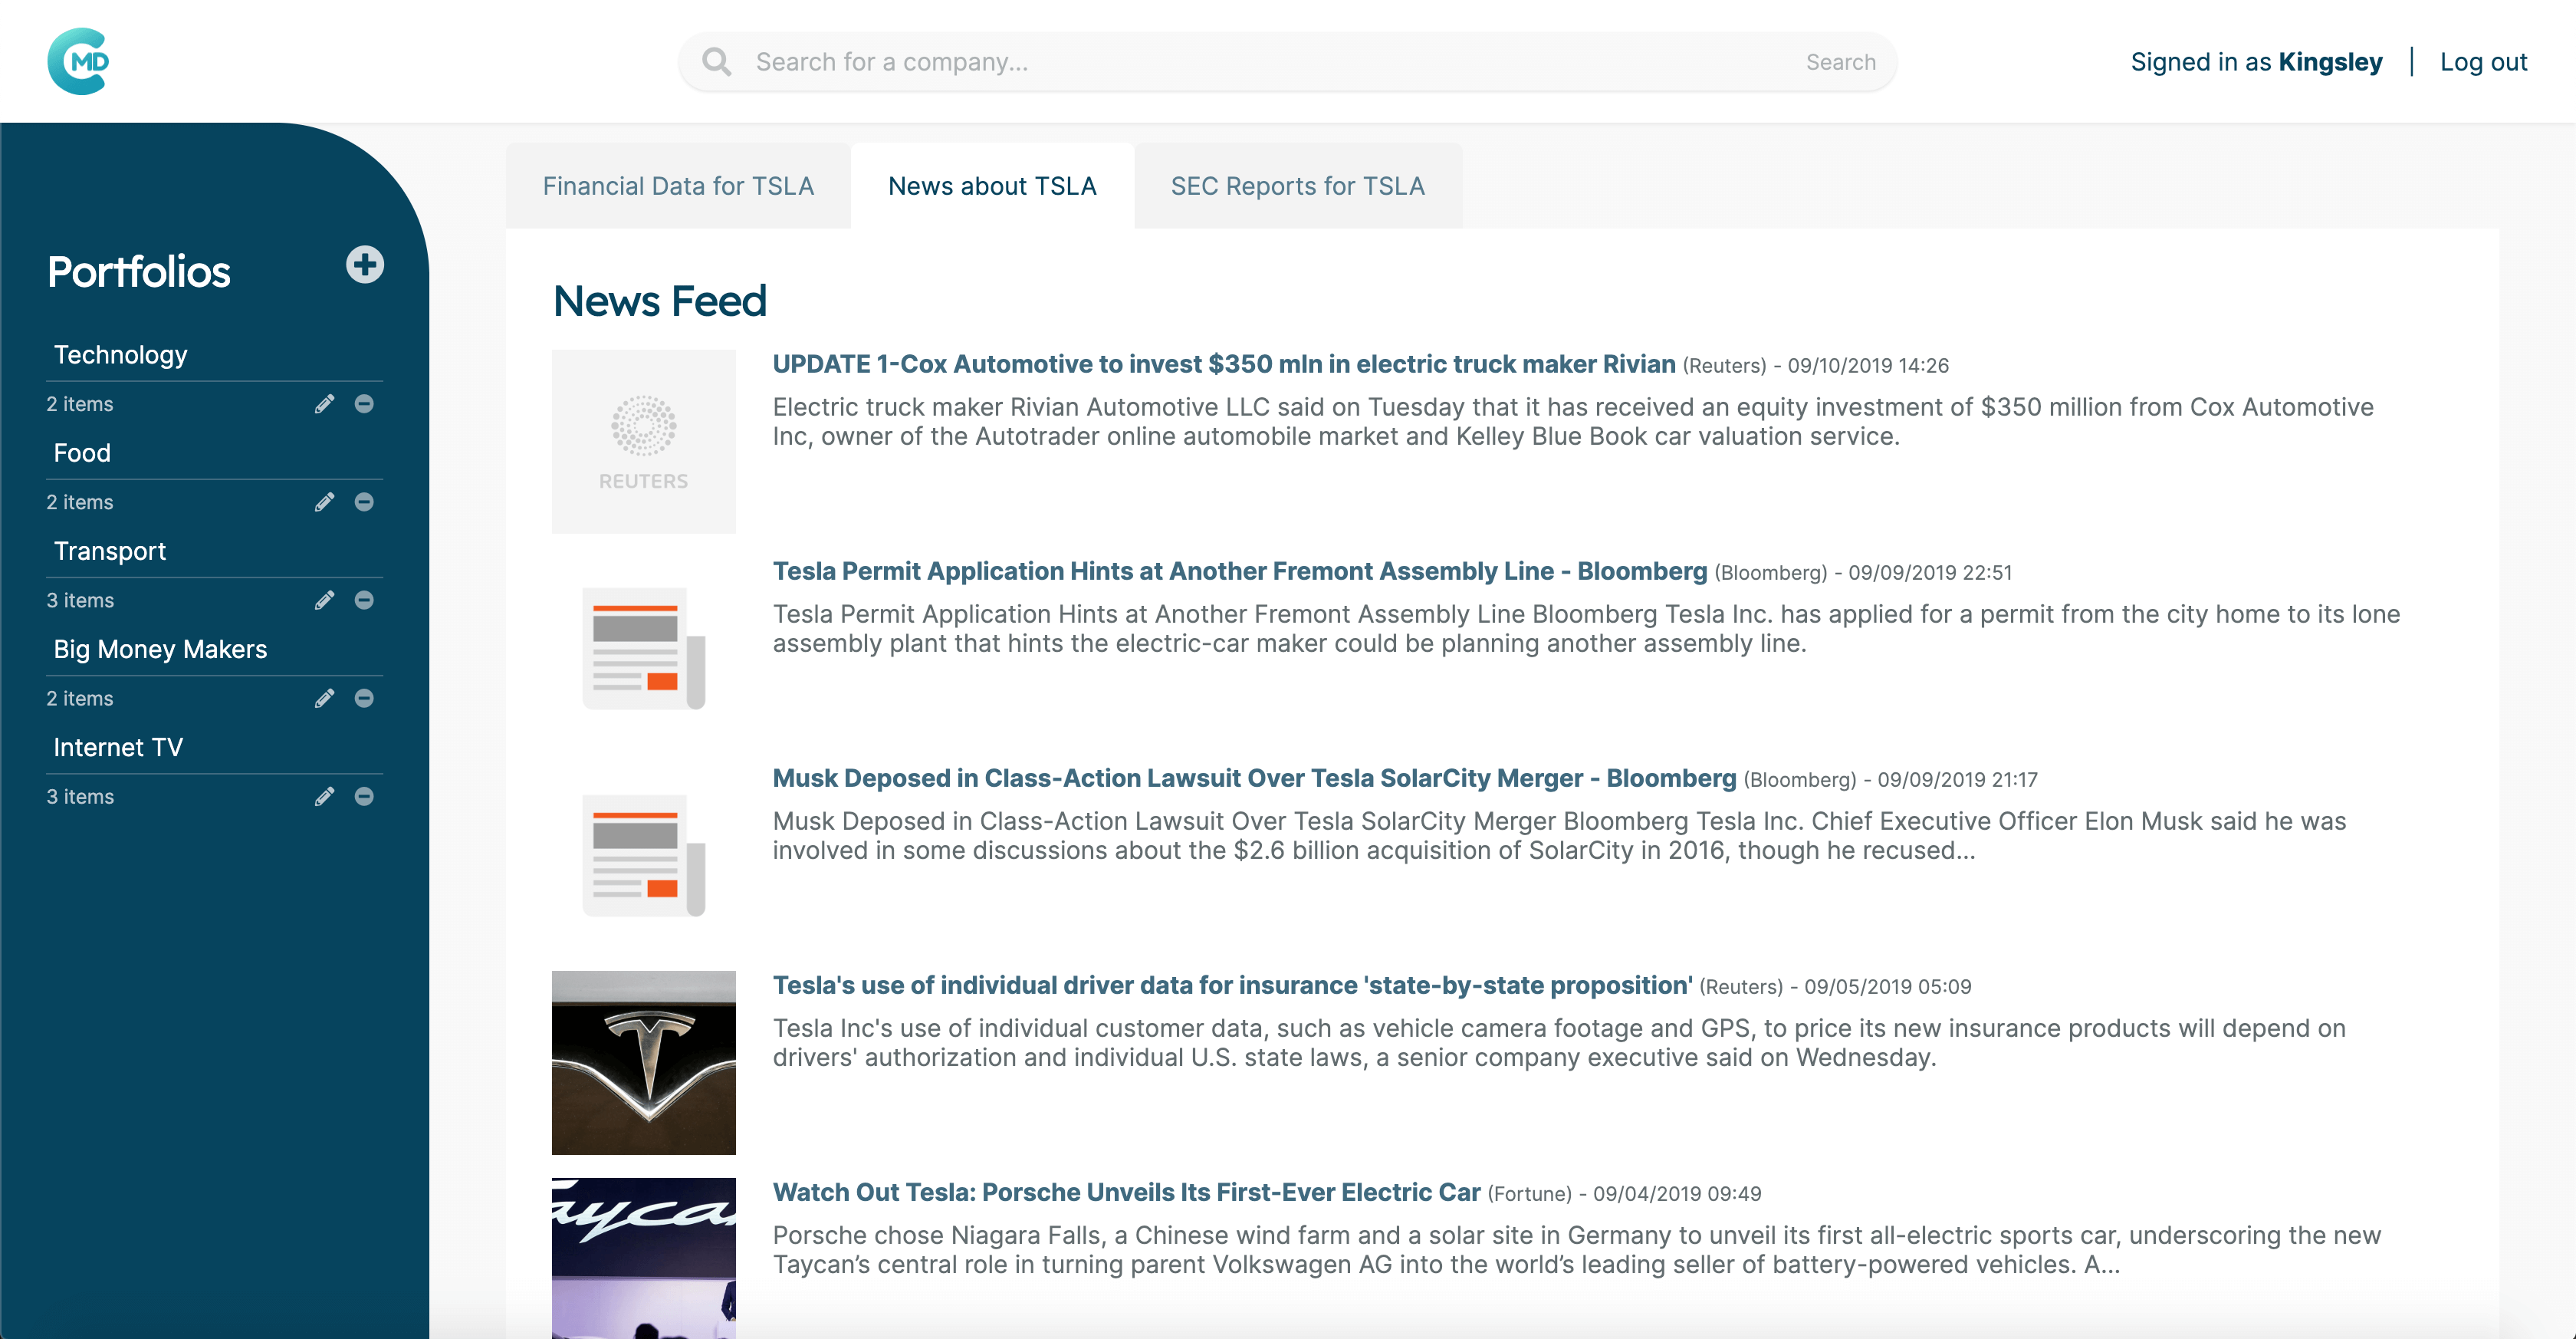 MD
Search for a company...
Search
Signed in as Kingsley
Log out
Portfolios
Technology
2 items
Food
2 items
Transport
3 items
Big Money Makers
2 items
Internet TV
3 items
Financial Data for TSLA
News about TSLA
SEC Reports for TSLA
News Feed
REUTERS
UPDATE 1-Cox Automotive to invest $350 mln in electric truck maker Rivian (Reuters) - 09/10/2019 14:26
Electric truck maker Rivian Automotive LLC said on Tuesday that it has received an equity investment of $350 million from Cox Automotive
Inc, owner of the Autotrader online automobile market and Kelley Blue Book car valuation service.
Tesla Permit Application Hints at Another Fremont Assembly Line - Bloomberg (Bloomberg) - 09/09/2019 22:51
Tesla Permit Application Hints at Another Fremont Assembly Line Bloomberg Tesla Inc. has applied for a permit from the city home to its lone
assembly plant that hints the electric-car maker could be planning another assembly line.
Musk Deposed in Class-Action Lawsuit Over Tesla SolarCity Merger - Bloomberg (Bloomberg) - 09/09/2019 21:17
Musk Deposed in Class-Action Lawsuit Over Tesla SolarCity Merger Bloomberg Tesla Inc. Chief Executive Officer Elon Musk said he was
involved in some discussions about the $2.6 billion acquisition of SolarCity in 2016, though he recused...
Tesla's use of individual driver data for insurance 'state-by-state proposition' (Reuters) - 09/05/2019 05:09
Tesla Inc's use of individual customer data, such as vehicle camera footage and GPS, to price its new insurance products will depend on
drivers' authorization and individual U.S. state laws, a senior company executive said on Wednesday.
Watch Out Tesla: Porsche Unveils Its First-Ever Electric Car (Fortune) - 09/04/2019 09:49
Porsche chose Niagara Falls, a Chinese wind farm and a solar site in Germany to unveil its first all-electric sports car, underscoring the new
Taycan’s central role in turning parent Volkswagen AG into the world’s leading seller of battery-powered vehicles. A...